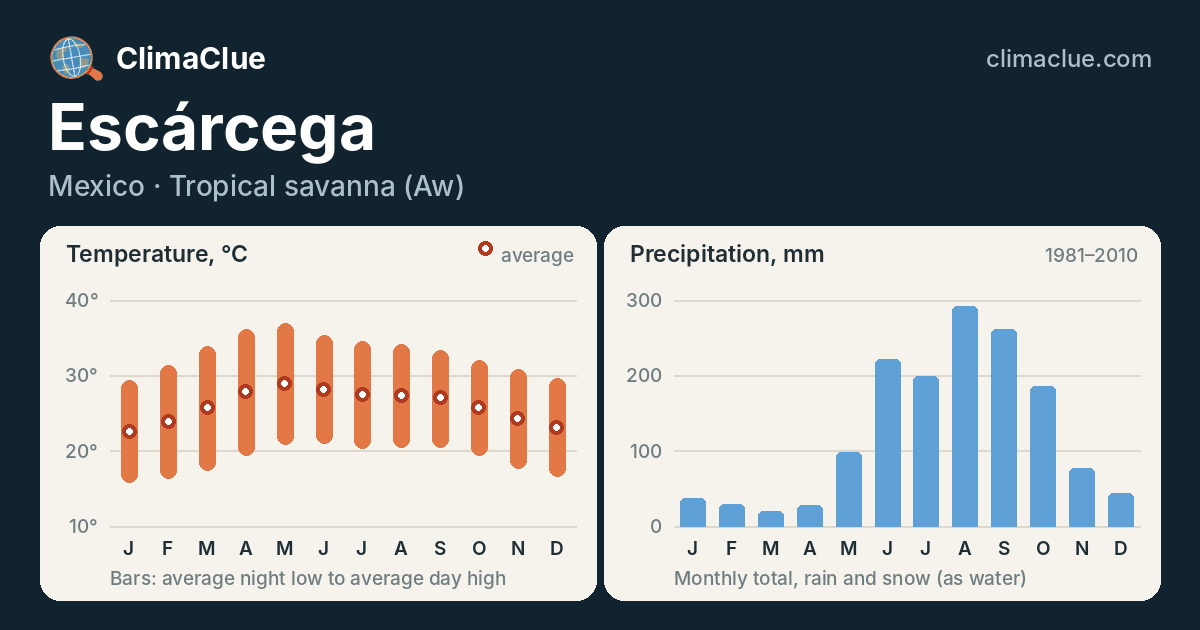 ClimaClue
climaclue.com
Escárcega
Mexico · Tropical savanna (Aw)
Temperature, °C
average
40°
30°
20°
10°
J F M A M J J A S O N D
Bars: average night low to average day high
Precipitation, mm
1981–2010
300
200
100
0
J F M A M J J A S O N D
Monthly total, rain and snow (as water)